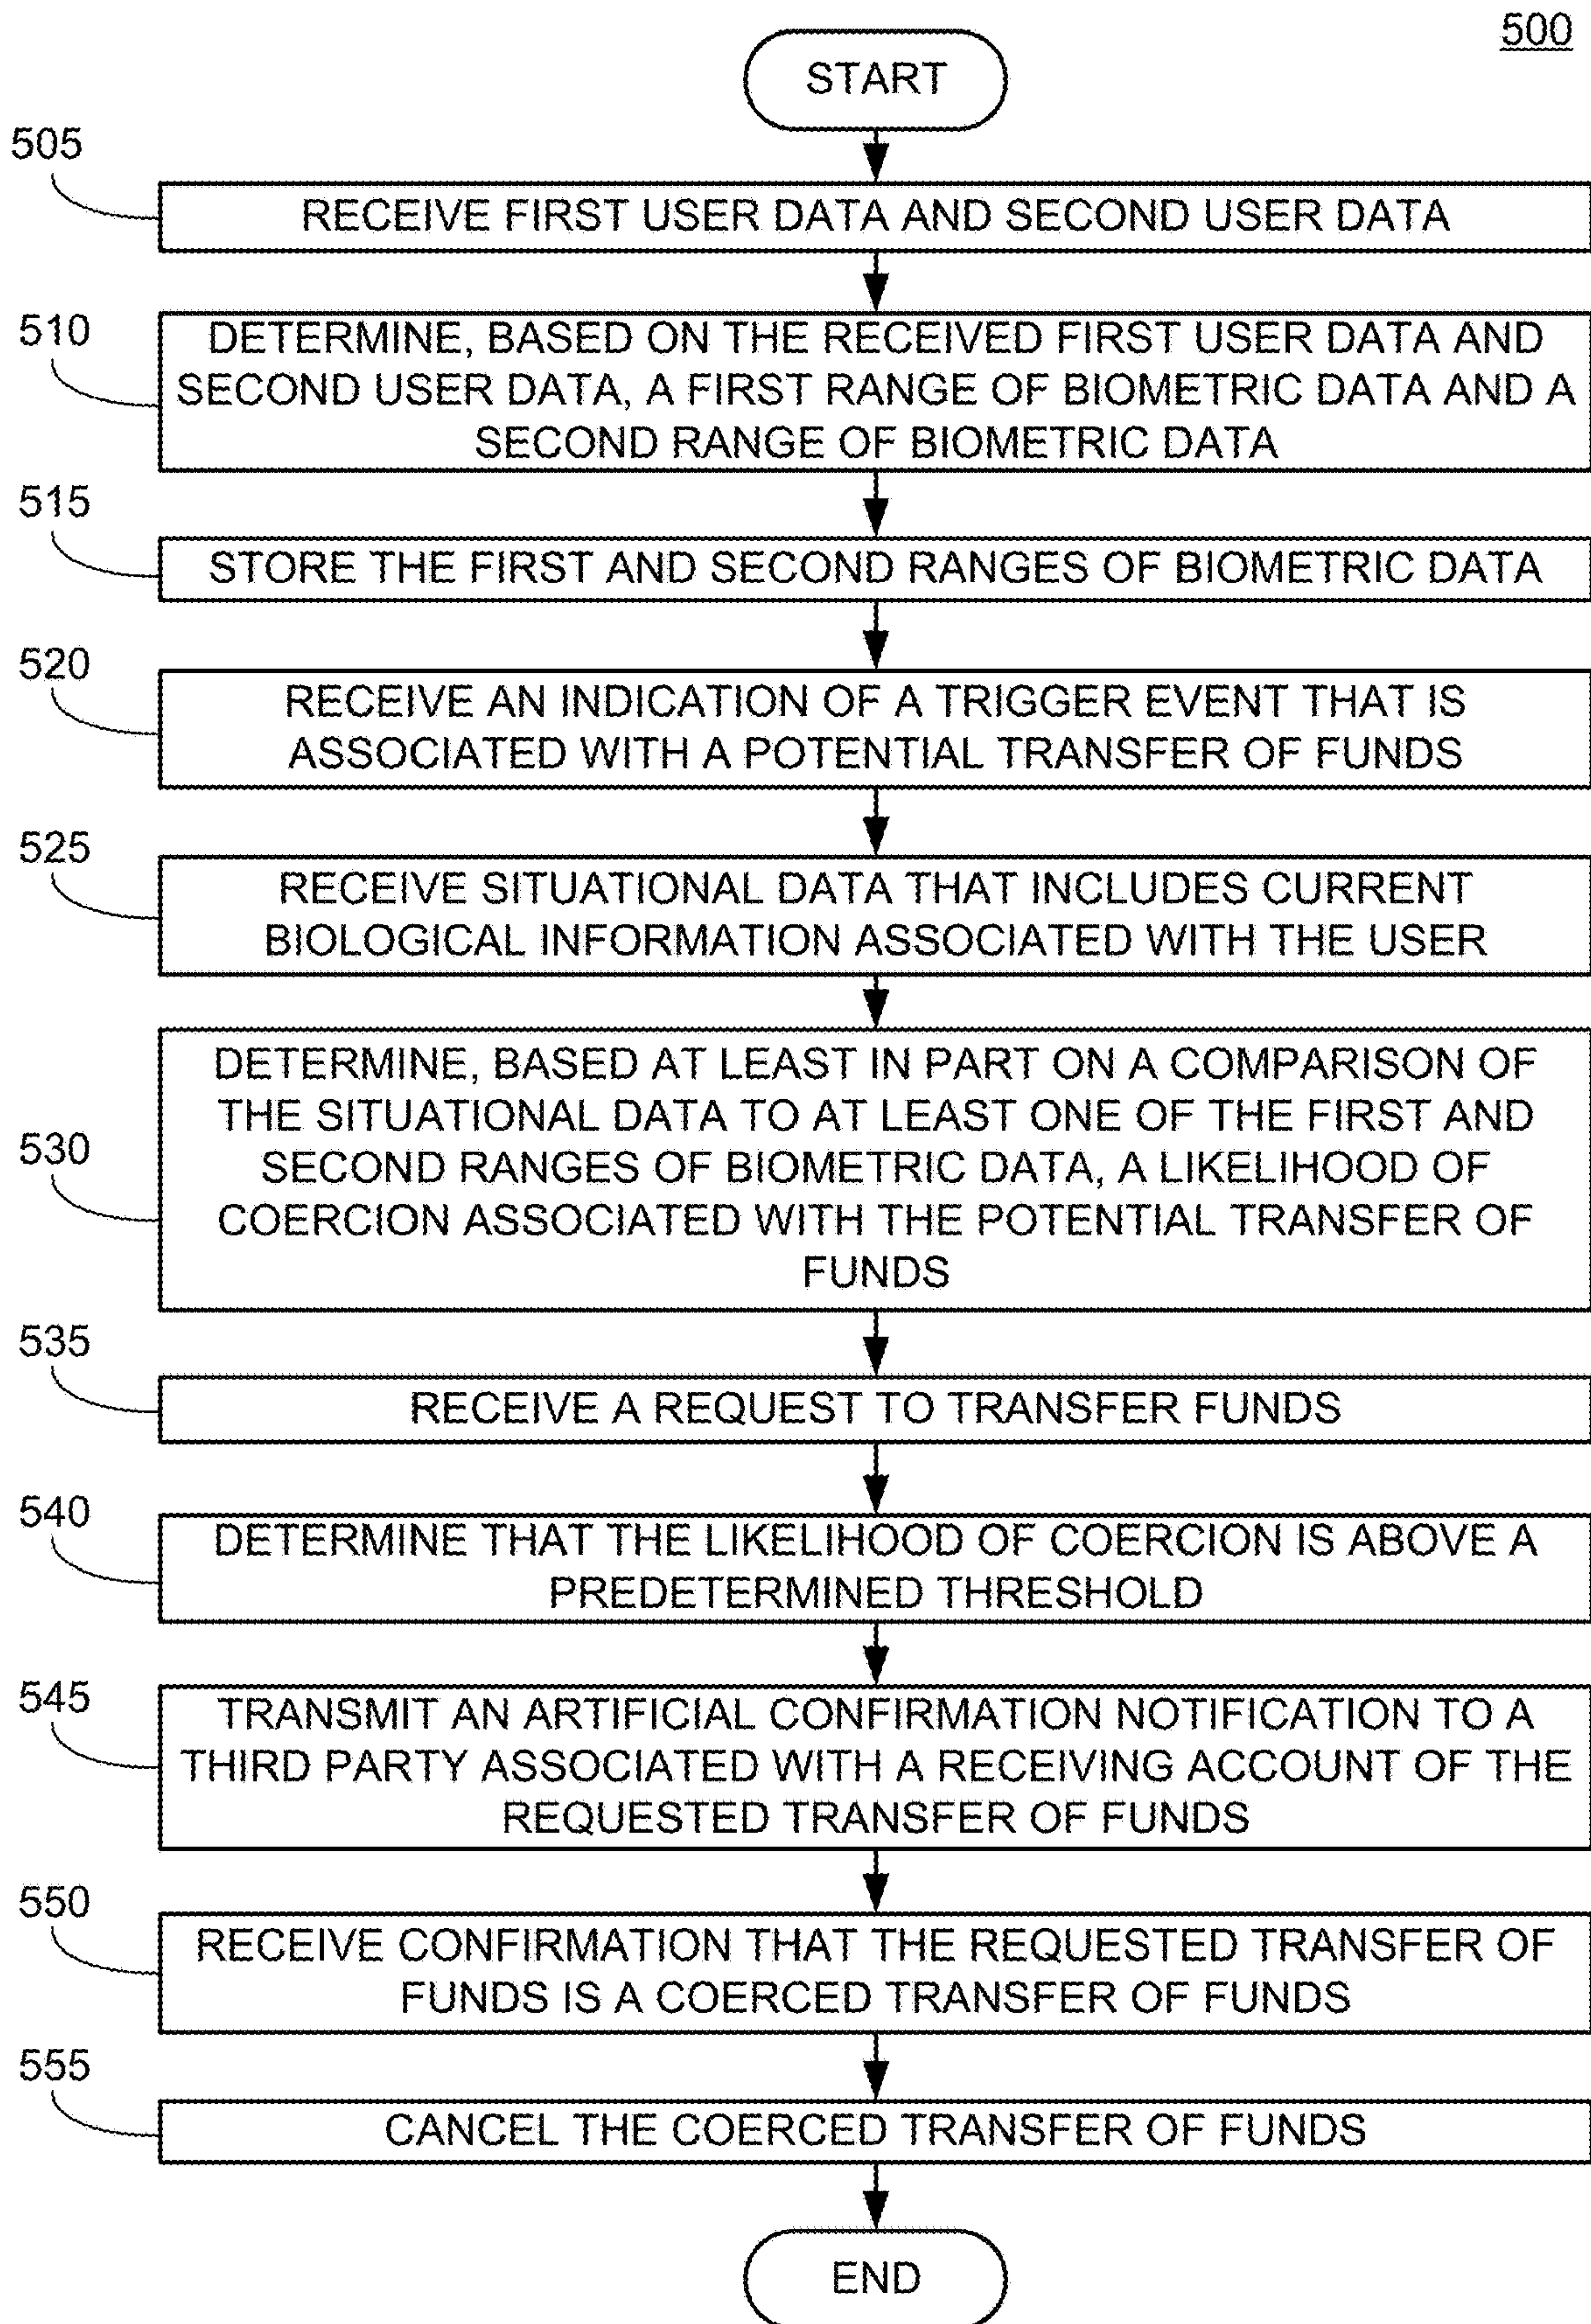 500
START
505
RECEIVE FIRST USER DATA AND SECOND USER DATA
510
DETERMINE, BASED ON THE RECEIVED FIRST USER DATA AND
SECOND USER DATA, A FIRST RANGE OF BIOMETRIC DATA AND A
SECOND RANGE OF BIOMETRIC DATA
515
STORE THE FIRST AND SECOND RANGES OF BIOMETRIC DATA
520
RECEIVE AN INDICATION OF A TRIGGER EVENT THAT IS
ASSOCIATED WITH A POTENTIAL TRANSFER OF FUNDS
525
RECEIVE SITUATIONAL DATA THAT INCLUDES CURRENT
BIOLOGICAL INFORMATION ASSOCIATED WITH THE USER
530
DETERMINE, BASED AT LEAST IN PART ON A COMPARISON OF
THE SITUATIONAL DATA TO AT LEAST ONE OF THE FIRST AND
SECOND RANGES OF BIOMETRIC DATA, A LIKELIHOOD OF
COERCION ASSOCIATED WITH THE POTENTIAL TRANSFER OF
FUNDS
535
RECEIVE A REQUEST TO TRANSFER FUNDS
540
DETERMINE THAT THE LIKELIHOOD OF COERCION IS ABOVE A
PREDETERMINED THRESHOLD
545
TRANSMIT AN ARTIFICIAL CONFIRMATION NOTIFICATION TO A
THIRD PARTY ASSOCIATED WITH A RECEIVING ACCOUNT OF THE
REQUESTED TRANSFER OF FUNDS
550
RECEIVE CONFIRMATION THAT THE REQUESTED TRANSFER OF
FUNDS IS A COERCED TRANSFER OF FUNDS
555
CANCEL THE COERCED TRANSFER OF FUNDS
END